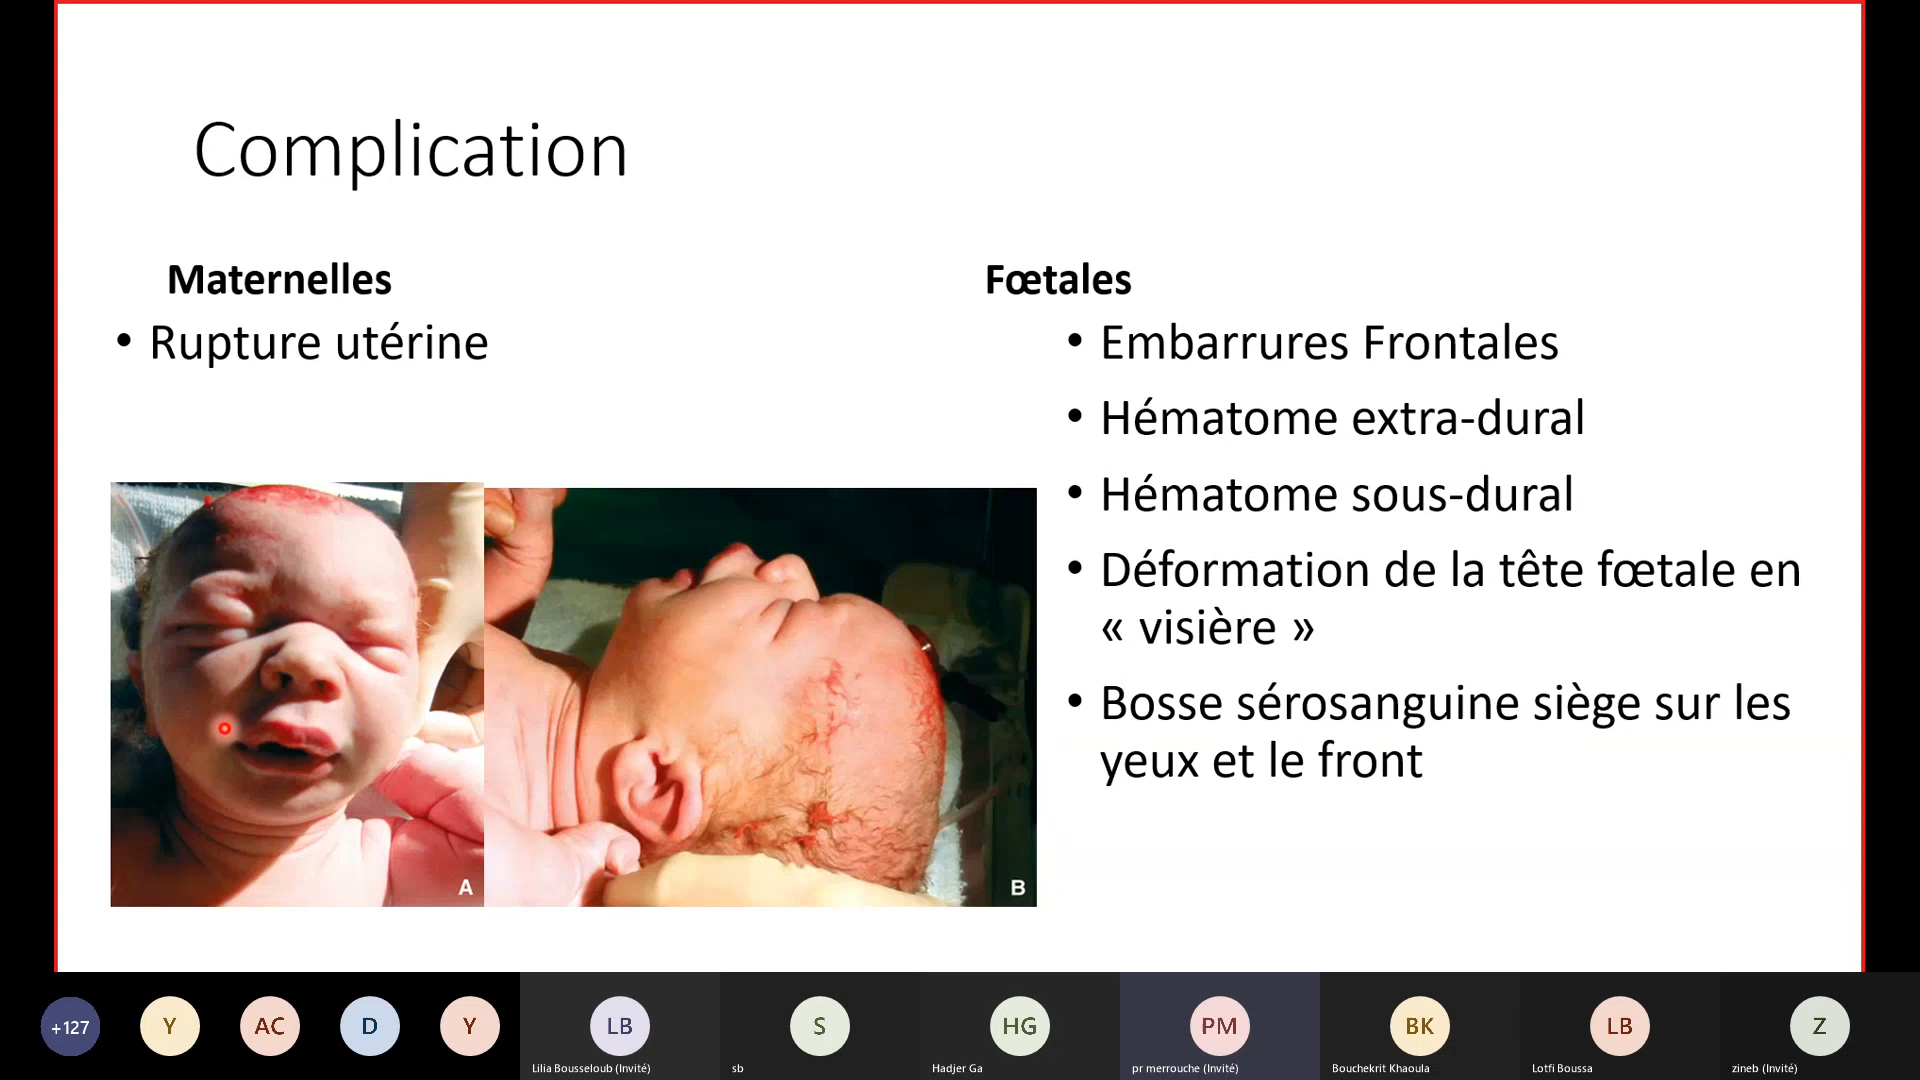 Complication
Maternelles
• Rupture utérine
Fœtales
• Embarrures Frontales
• Hématome extra-dural
• Hématome sous-dural
• Déformation de la tête fœtale en
« visière »
• Bosse sérosanguine siège sur les
yeux et le front
A
B
+127
Y
AC
D
Y
LB
Lilia Bousseloub (Invité)
S
sb
HG
Hadjer Ga
PM
pr merrouche (Invité)
BK
Bouchekrit Khaoula
LB
Lotfi Boussa
Z
zineb (Invité)